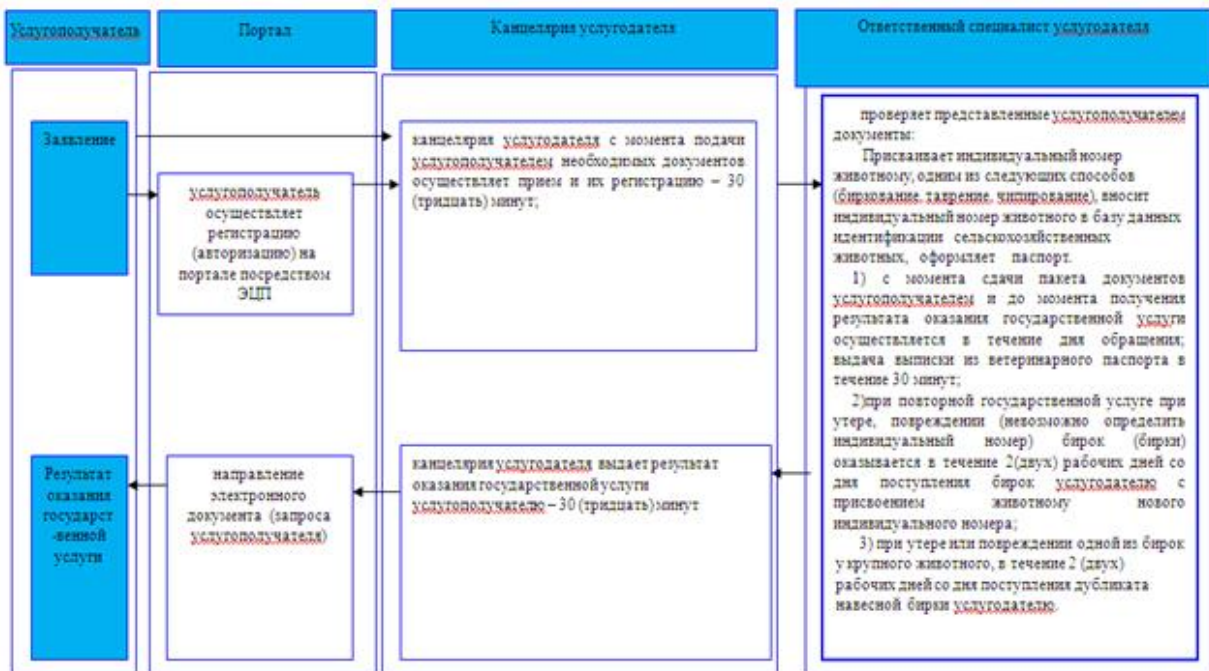 Услугополучатель
Портал
Канцелярия услугодателя
Ответственный специалист услугодателя
Заявление
услугополучатель
осуществляет
регистрацию
(авторизацию) на
портале посредством
ЭЦП
канцелярия услугодателя с момента подачи
услугополучателем необходимых документов
осуществляет прием и их регистрацию – 30
(тридцать) минут;
проверяет представленные услугополучателем
документы:
Присваивает индивидуальный номер
животному, одним из следующих способов
(биркование, таврение, чипирование), вносит
индивидуальный номер животного в базу данных
идентификации сельскохозяйственных
животных, оформляет паспорт.
1) с момента сдачи пакета документов
услугополучателем и до момента получения
результата оказания государственной услуги
осуществляется в течение дня обращения;
выдача выписки из ветеринарного паспорта в
течение 30 минут;
2)при повторной государственной услуге при
утере, повреждении (невозможно определить
индивидуальный номер) бирок (бирки)
оказывается в течение 2(двух) рабочих дней со
дня поступления бирок услугодателю с
присвоением животному нового
индивидуального номера;
3) при утере или повреждении одной из бирок
у крупного животного, в течение 2 (двух)
рабочих дней со дня поступления дубликата
навесной бирки услугодателю.
Результат
оказания
государст
-венной
услуги
направление
электронного
документа (запроса
услугополучателя)
канцелярия услугодателя выдает результат
оказания государственной услуги
услугополучателю – 30 (тридцать) минут